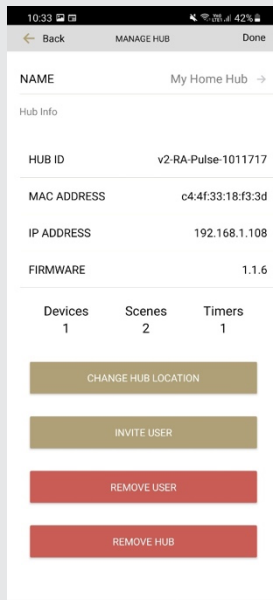 10:33 42%
← Back MANAGE HUB Done
NAME My Home Hub →
Hub Info
HUB ID v2-RA-Pulse-1011717
MAC ADDRESS c4:4f:33:18:f3:3d
IP ADDRESS 192.168.1.108
FIRMWARE 1.1.6
Devices Scenes Timers
1 2 1
CHANGE HUB LOCATION
INVITE USER
REMOVE USER
REMOVE HUB